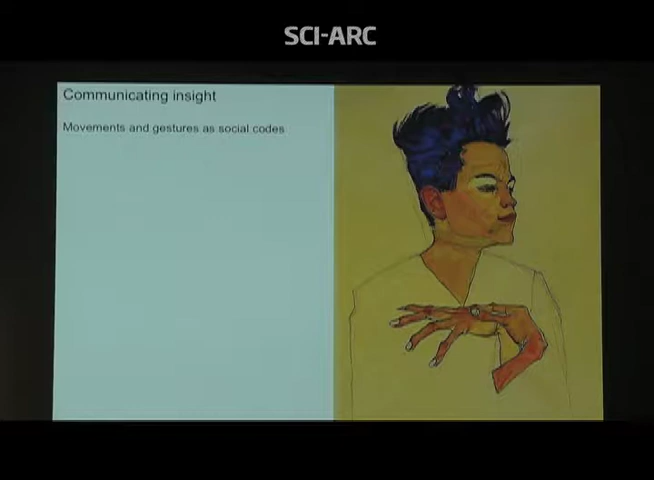 SCI-ARC
Communicating insight
Movements and gestures as social codes